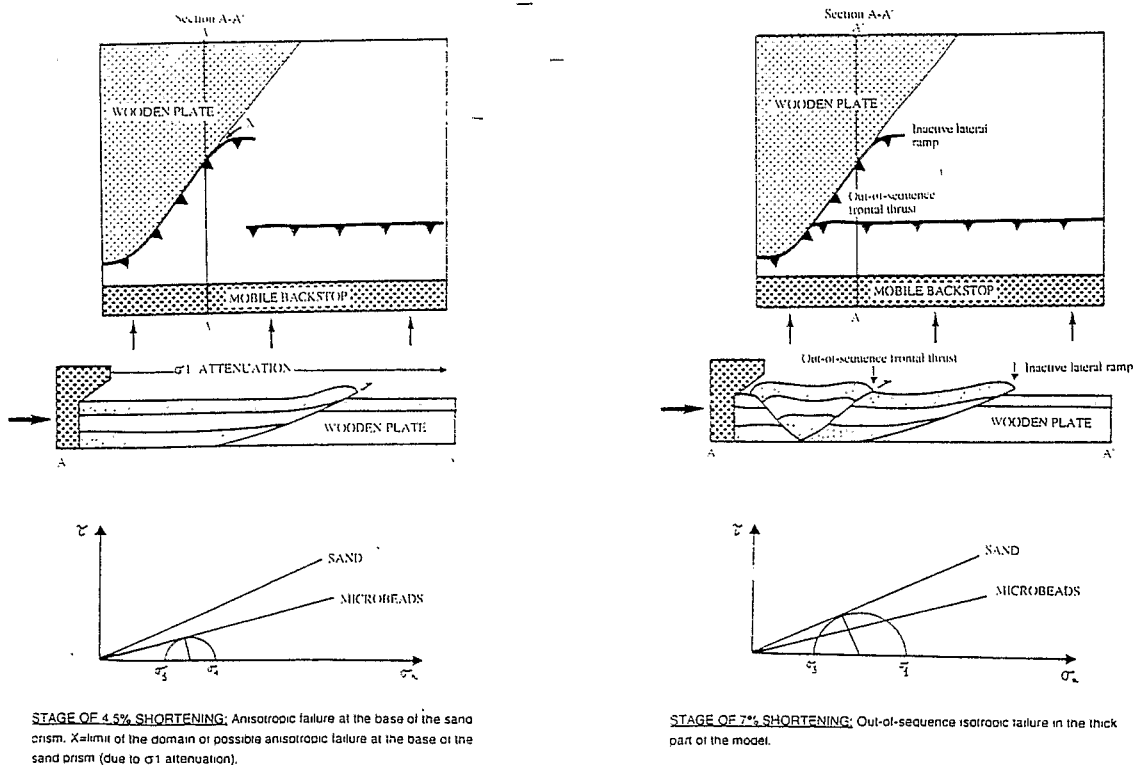 Section A-A'
A'
WOODEN PLATE
X
MOBILE BACKSTOP
A
σ1 ATTENUATION
WOODEN PLATE
A
τ
SAND
MICROBEADS
σ3 σ1
σn
STAGE OF 4.5% SHORTENING: Anisotropic failure at the base of the sand
prism. X=limit of the domain of possible anisotropic failure at the base of the
sand prism (due to σ1 attenuation).
Section A-A'
A'
WOODEN PLATE
Inactive lateral
ramp
Out-of-sequence
frontal thrust
MOBILE BACKSTOP
A
Out-of-sequence frontal thrust
Inactive lateral ramp
WOODEN PLATE
A A'
τ
SAND
MICROBEADS
σ3 σ1
σn
STAGE OF 7% SHORTENING: Out-of-sequence isotropic failure in the thick
part of the model.